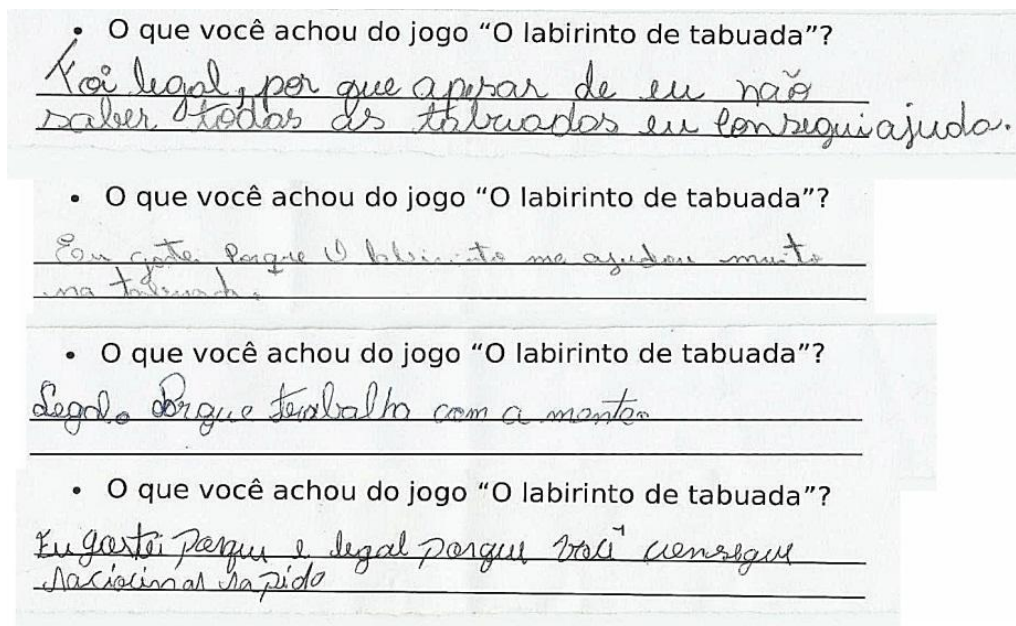 • O que você achou do jogo “O labirinto de tabuada”?
Foi legal, por que apesar de eu não
saber todas as tabuadas eu consegui ajuda.
• O que você achou do jogo “O labirinto de tabuada”?
Eu goste Porque O labirinto me ajudou muito
na tabuada.
• O que você achou do jogo “O labirinto de tabuada”?
Legal. Porque trabalha com a mente.
• O que você achou do jogo “O labirinto de tabuada”?
Eu gostei porque e legal porque você consegue
raciocinar rapido